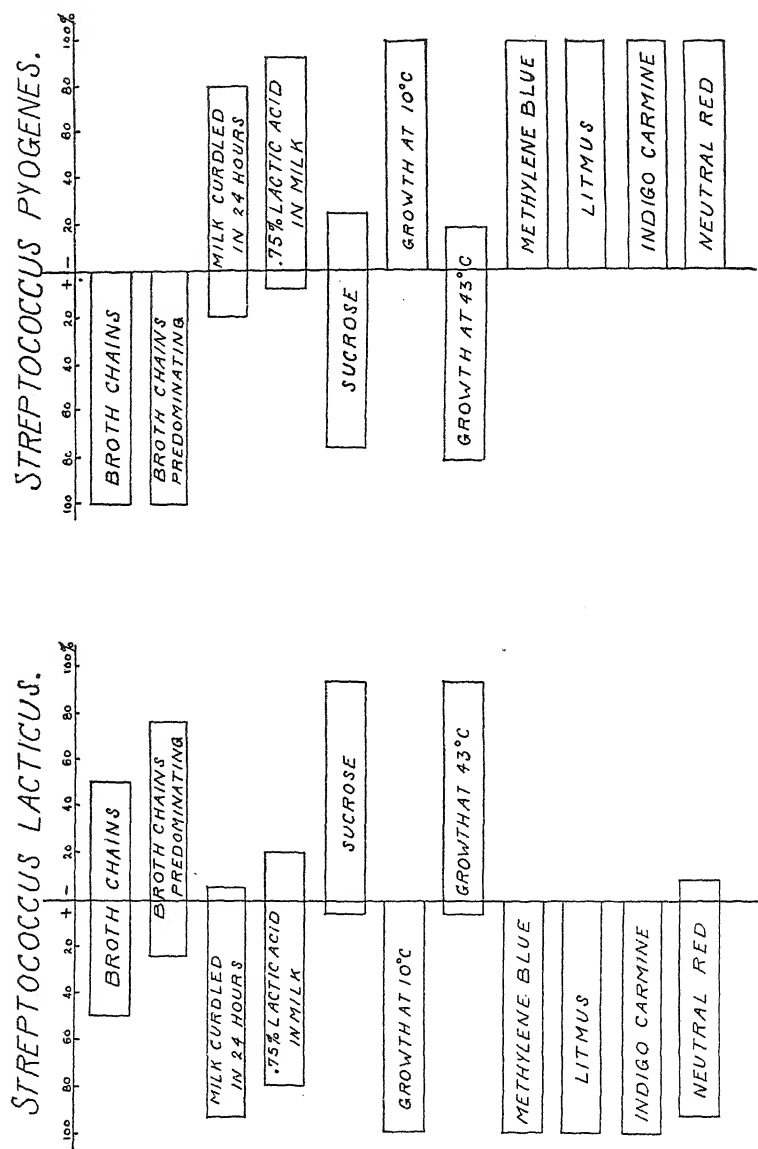 STREPTOCOCCUS LACTICUS.
100 80 60 40 20 + − 20 40 60 80 100%
BROTH CHAINS
BROTH CHAINS
PREDOMINATING
MILK CURDLED
IN 24 HOURS
.75% LACTIC ACID
IN MILK
SUCROSE
GROWTH AT 10°C
GROWTH AT 43°C
METHYLENE BLUE
LITMUS
INDIGO CARMINE
NEUTRAL RED
STREPTOCOCCUS PYOGENES.
100 80 60 40 20 + − 20 40 60 80 100%
BROTH CHAINS
BROTH CHAINS
PREDOMINATING
MILK CURDLED
IN 24 HOURS
.75% LACTIC ACID
IN MILK
SUCROSE
GROWTH AT 10°C
GROWTH AT 43°C
METHYLENE BLUE
LITMUS
INDIGO CARMINE
NEUTRAL RED